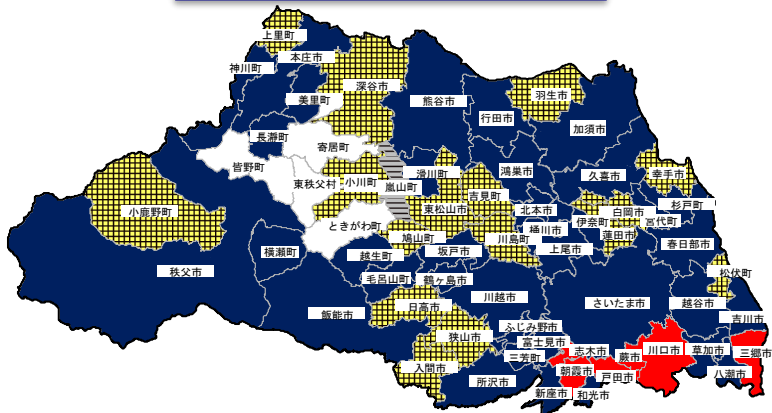 上里町
本庄市
神川町
深谷市
美里町
熊谷市
羽生市
行田市
加須市
長瀞町
寄居町
皆野町
滑川町
鴻巣市
久喜市
幸手市
東秩父村
小川町
嵐山町
吉見町
小鹿野町
東松山市
北本市
白岡市
杉戸町
伊奈町
宮代町
ときがわ町
桶川市
蓮田市
鳩山町
川島町
春日部市
横瀬町
越生町
坂戸市
上尾市
秩父市
松伏町
毛呂山町
鶴ヶ島市
川越市
さいたま市
越谷市
日高市
飯能市
吉川市
ふじみ野市
狭山市
富士見市
志木市
川口市
草加市
三郷市
三芳町
蕨市
入間市
朝霞市
戸田市
八潮市
所沢市
新座市
和光市